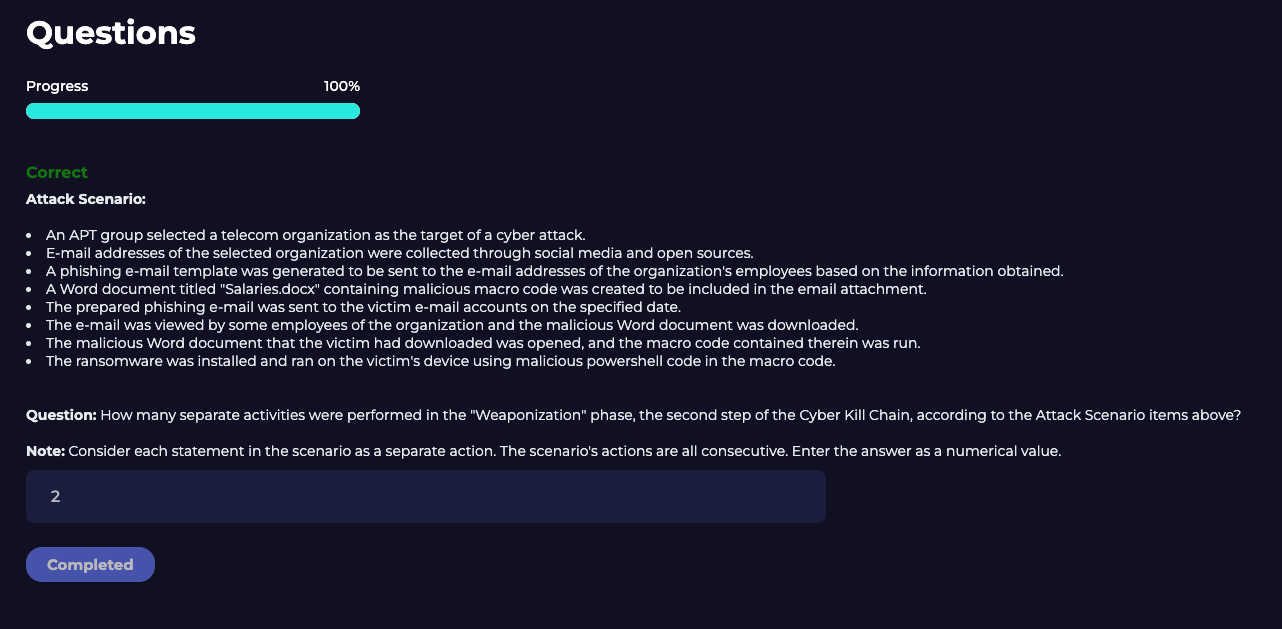 Questions
Progress 100%
Correct
Attack Scenario:
• An APT group selected a telecom organization as the target of a cyber attack.
• E-mail addresses of the selected organization were collected through social media and open sources.
• A phishing e-mail template was generated to be sent to the e-mail addresses of the organization's employees based on the information obtained.
• A Word document titled "Salaries.docx" containing malicious macro code was created to be included in the email attachment.
• The prepared phishing e-mail was sent to the victim e-mail accounts on the specified date.
• The e-mail was viewed by some employees of the organization and the malicious Word document was downloaded.
• The malicious Word document that the victim had downloaded was opened, and the macro code contained therein was run.
• The ransomware was installed and ran on the victim's device using malicious powershell code in the macro code.
Question: How many separate activities were performed in the "Weaponization" phase, the second step of the Cyber Kill Chain, according to the Attack Scenario items above?
Note: Consider each statement in the scenario as a separate action. The scenario's actions are all consecutive. Enter the answer as a numerical value.
2
Completed